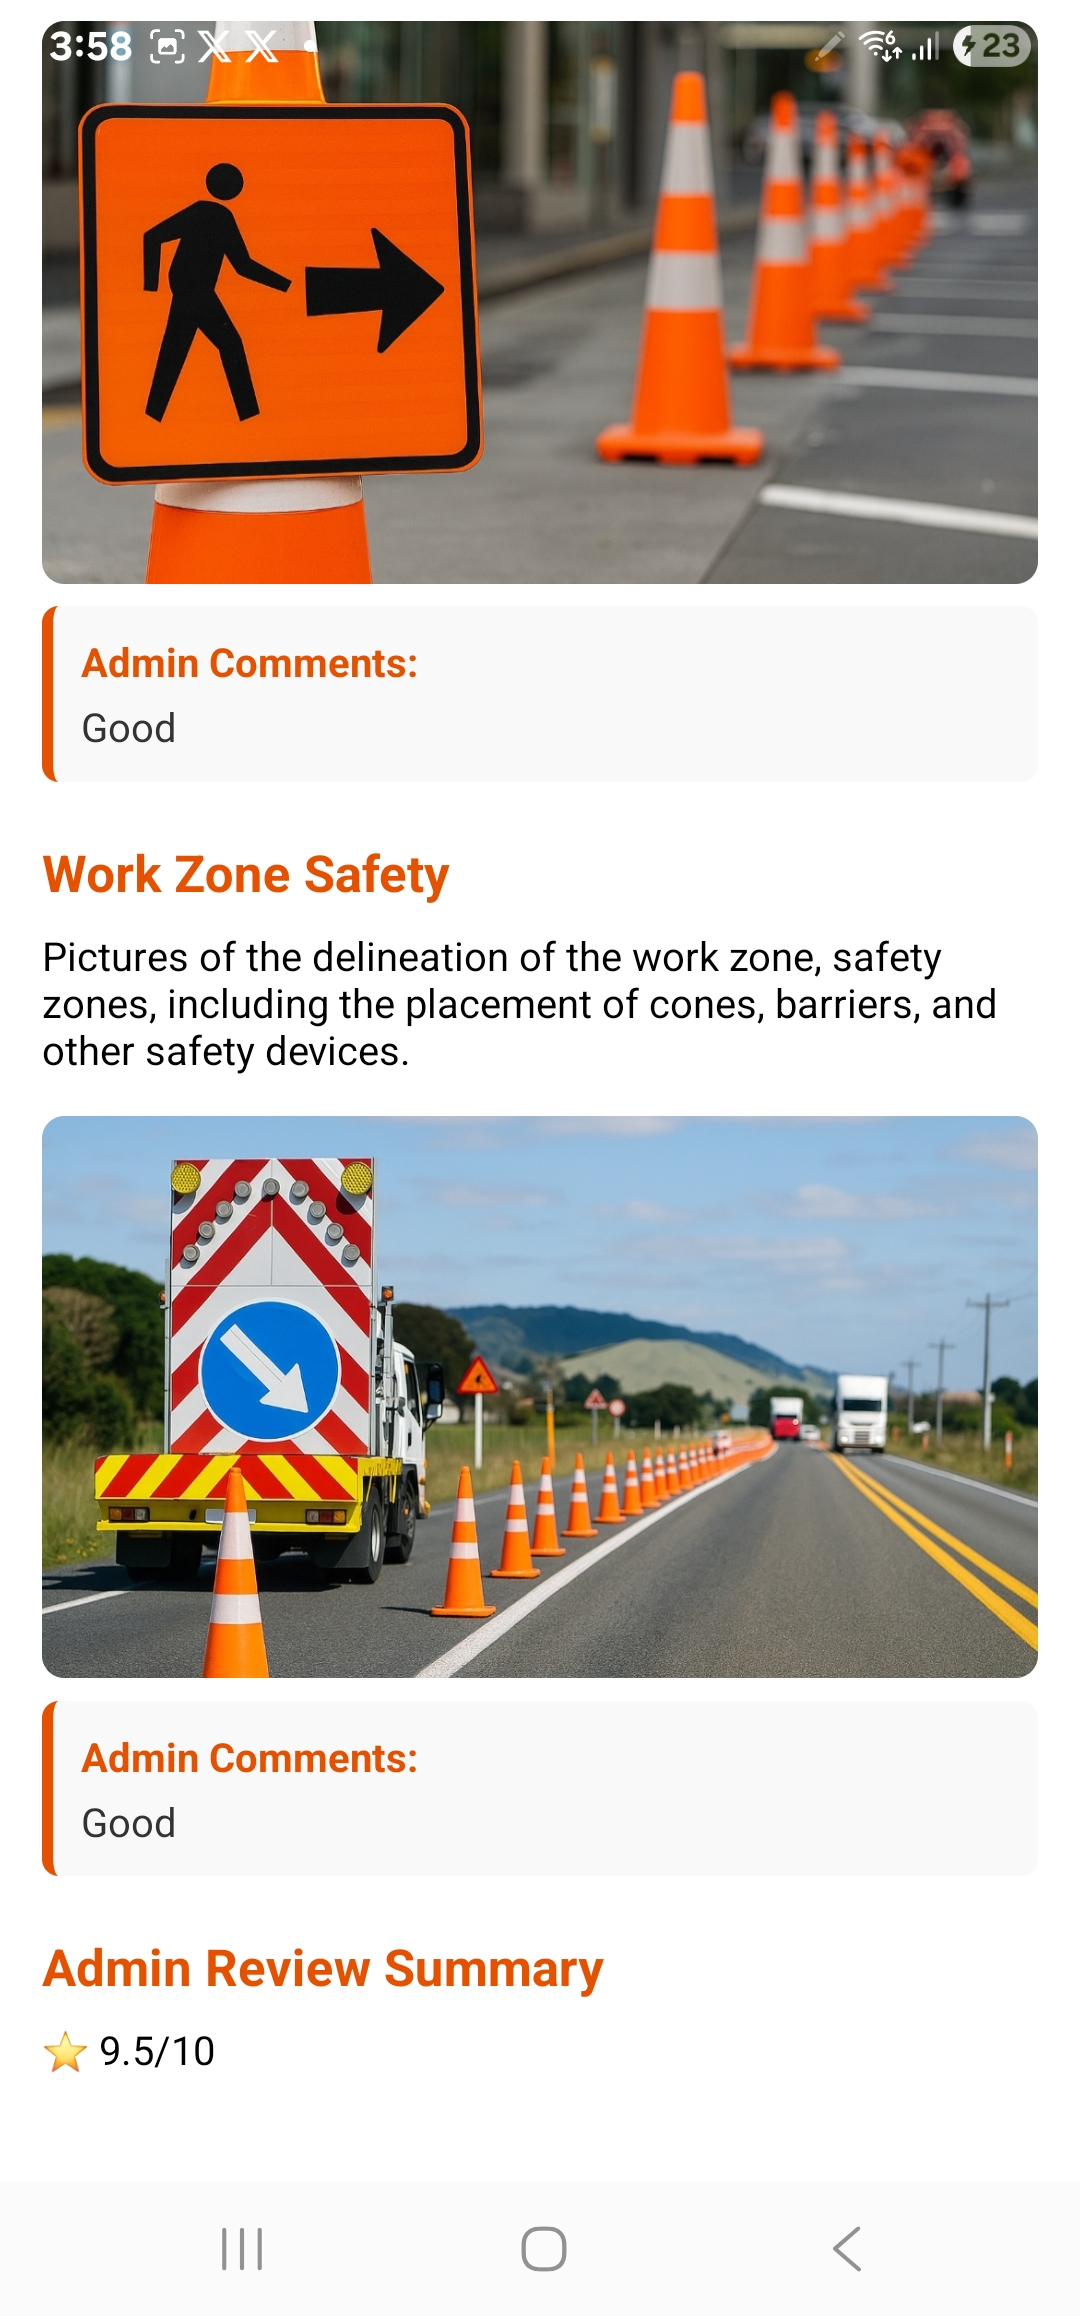 3:58
23
Admin Comments:
Good
Work Zone Safety
Pictures of the delineation of the work zone, safety
zones, including the placement of cones, barriers, and
other safety devices.
Admin Comments:
Good
Admin Review Summary
9.5/10